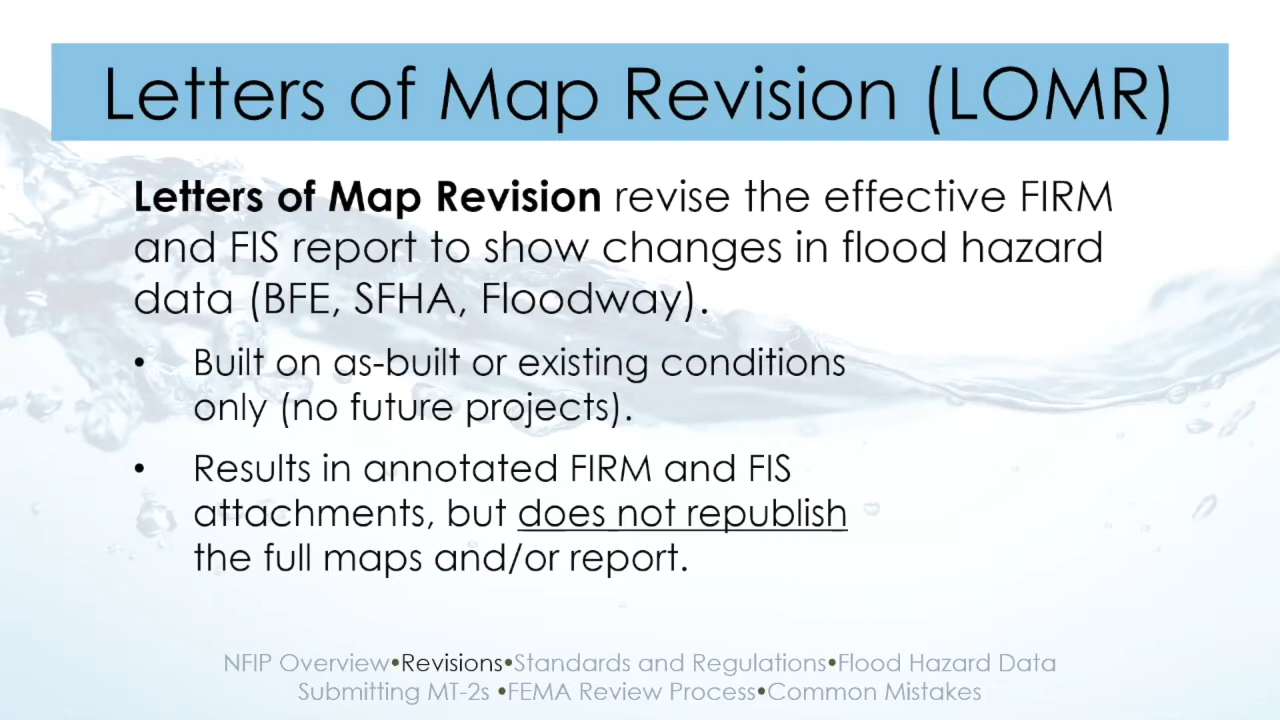 Letters of Map Revision (LOMR)
Letters of Map Revision revise the effective FIRM
and FIS report to show changes in flood hazard
data (BFE, SFHA, Floodway).
• Built on as-built or existing conditions
only (no future projects).
• Results in annotated FIRM and FIS
attachments, but does not republish
the full maps and/or report.
NFIP Overview•Revisions•Standards and Regulations•Flood Hazard Data
Submitting MT-2s •FEMA Review Process•Common Mistakes